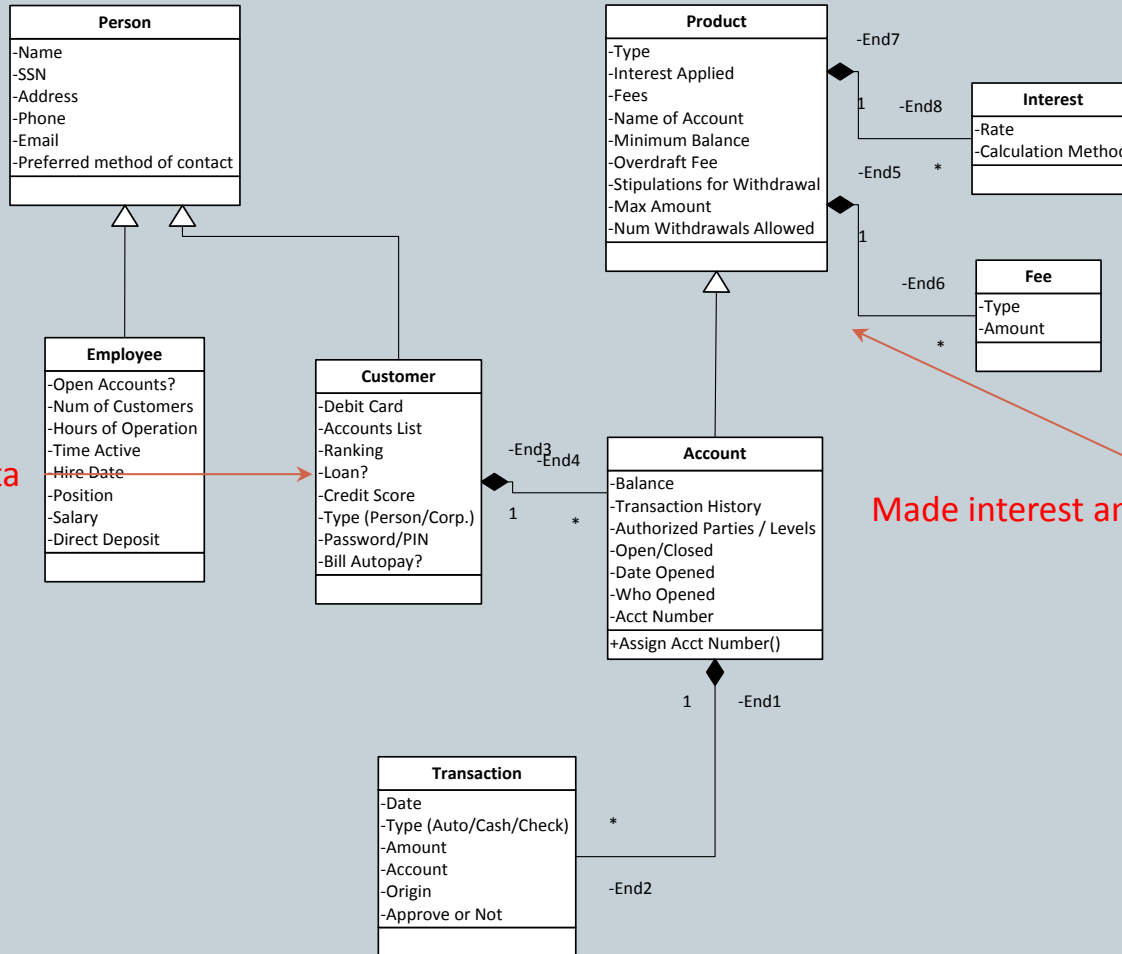 Person
-Name
-SSN
-Address
-Phone
-Email
-Preferred method of contact
Product
-Type
-Interest Applied
-Fees
-Name of Account
-Minimum Balance
-Overdraft Fee
-Stipulations for Withdrawal
-Max Amount
-Num Withdrawals Allowed
-End7
1
-End8
*
Interest
-Rate
-Calculation Method
-End5
1
-End6
*
Fee
-Type
-Amount
Employee
-Open Accounts?
-Num of Customers
-Hours of Operation
-Time Active
-Hire Date
-Position
-Salary
-Direct Deposit
Customer
-Debit Card
-Accounts List
-Ranking
-Loan?
-Credit Score
-Type (Person/Corp.)
-Password/PIN
-Bill Autopay?
-End3
-End4
1
*
Account
-Balance
-Transaction History
-Authorized Parties / Levels
-Open/Closed
-Date Opened
-Who Opened
-Acct Number
+Assign Acct Number()
Made interest
1
-End1
Transaction
-Date
-Type (Auto/Cash/Check)
-Amount
-Account
-Origin
-Approve or Not
*
-End2